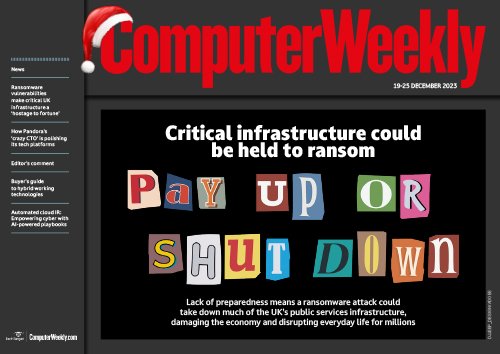 ComputerWeekly
19-25 DECEMBER 2023
News
Ransomware
vulnerabilities
make critical UK
infrastructure a
'hostage to fortune'
How Pandora's
'crazy CTO' is polishing
its tech platforms
Editor's comment
Buyer's guide
to hybrid working
technologies
Automated cloud IR:
Empowering cyber with
AI-powered playbooks
ComputerWeekly.com
Critical infrastructure could
be held to ransom
PAY UP OR
SHUT DOWN
Lack of preparedness means a ransomware attack could
take down much of the UK's public services infrastructure,
damaging the economy and disrupting everyday life for millions